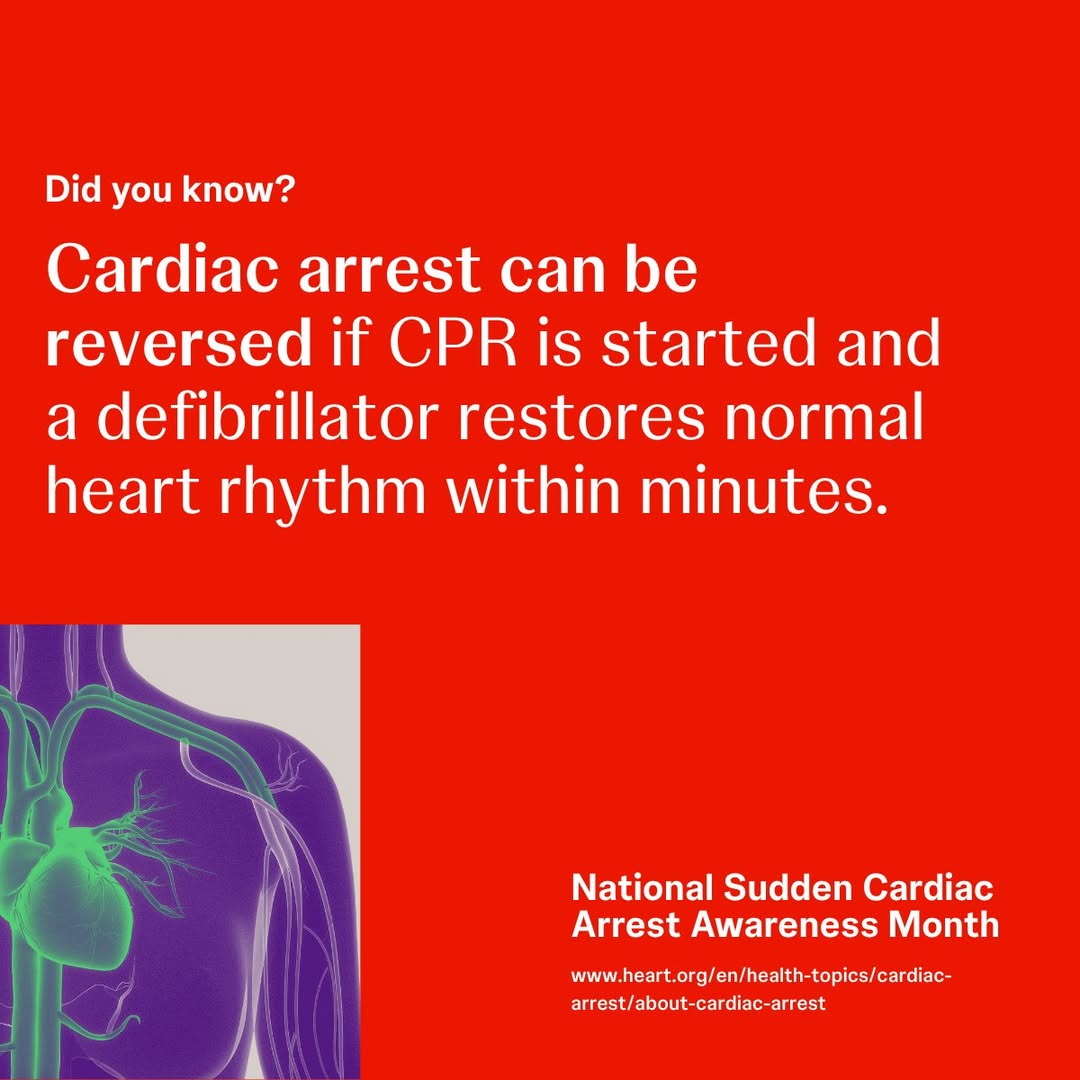 Did you know?
Cardiac arrest can be
reversed if CPR is started and
a defibrillator restores normal
heart rhythm within minutes.
National Sudden Cardiac
Arrest Awareness Month
www.heart.org/en/health-topics/cardiac-
arrest/about-cardiac-arrest